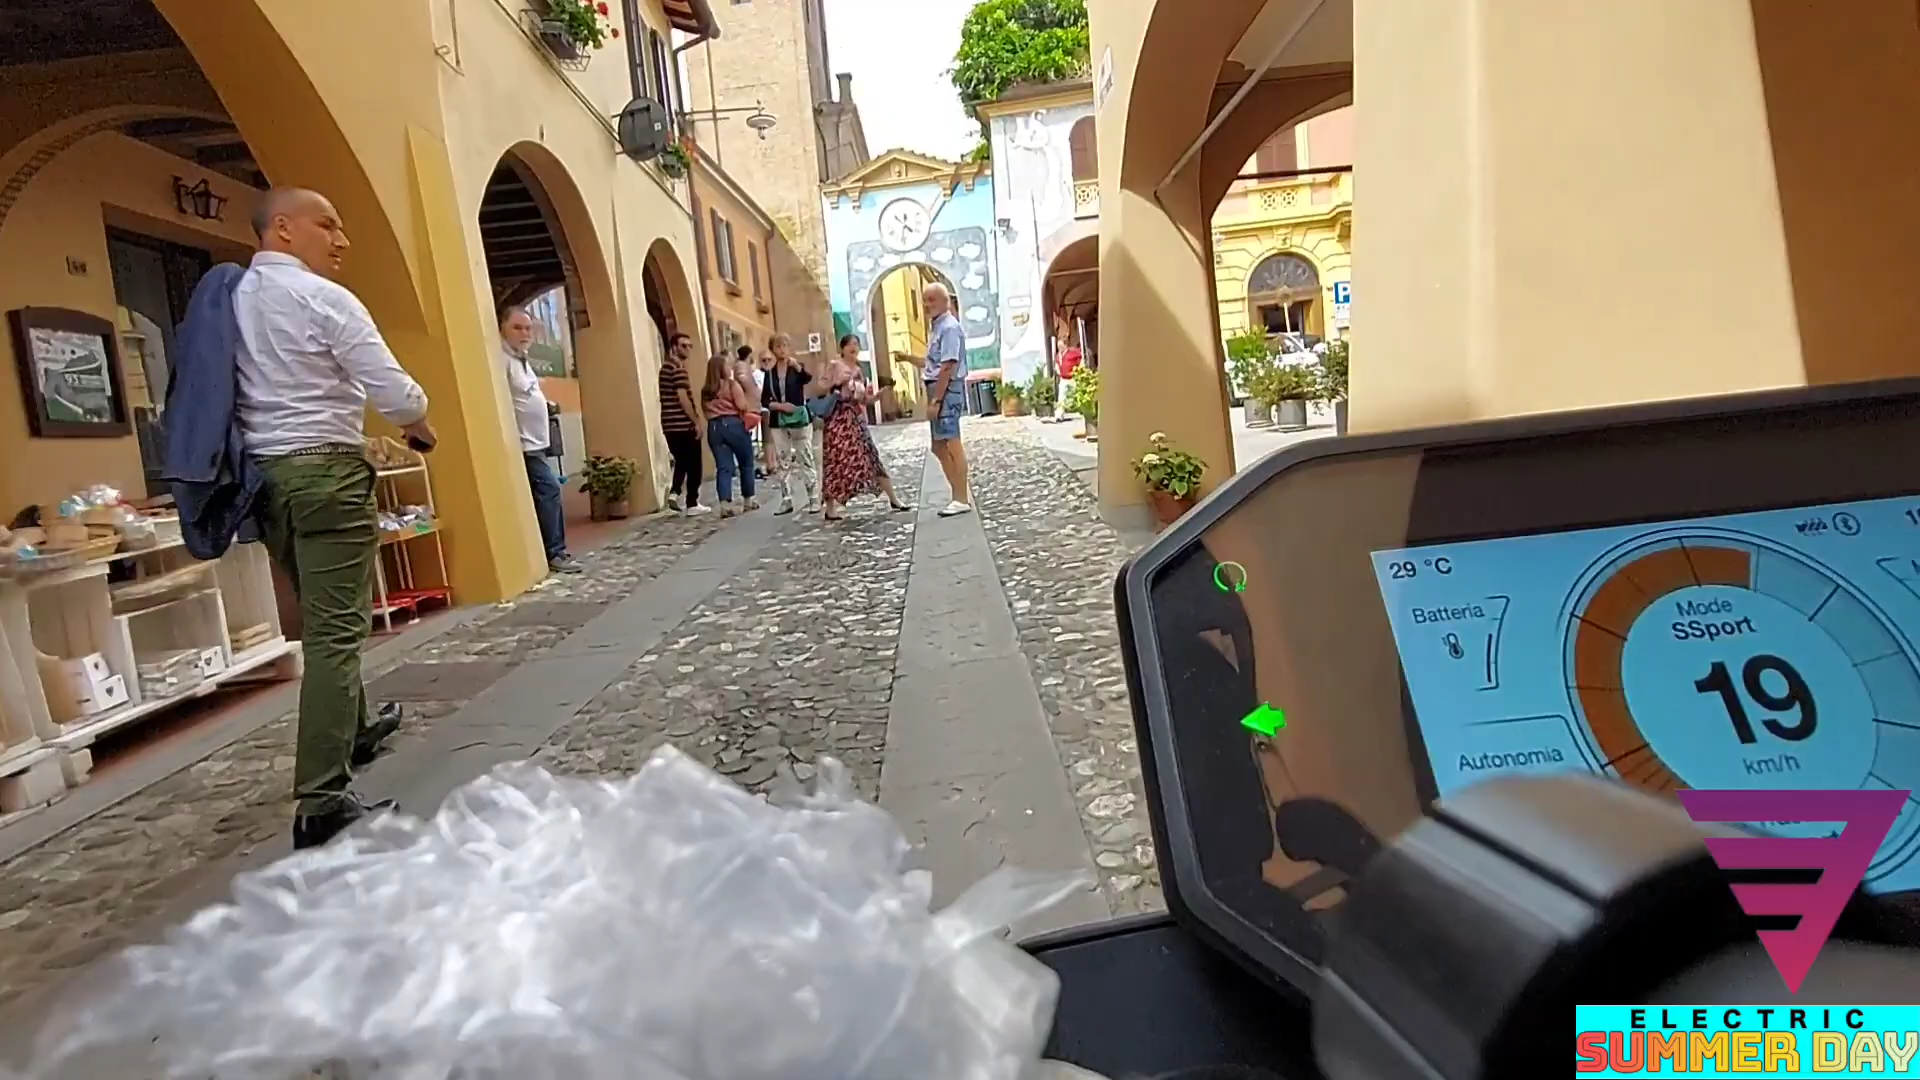 P
29 °C
Batteria
Mode
SSport
19
km/h
Autonomia
ELECTRIC
SUMMER DAY